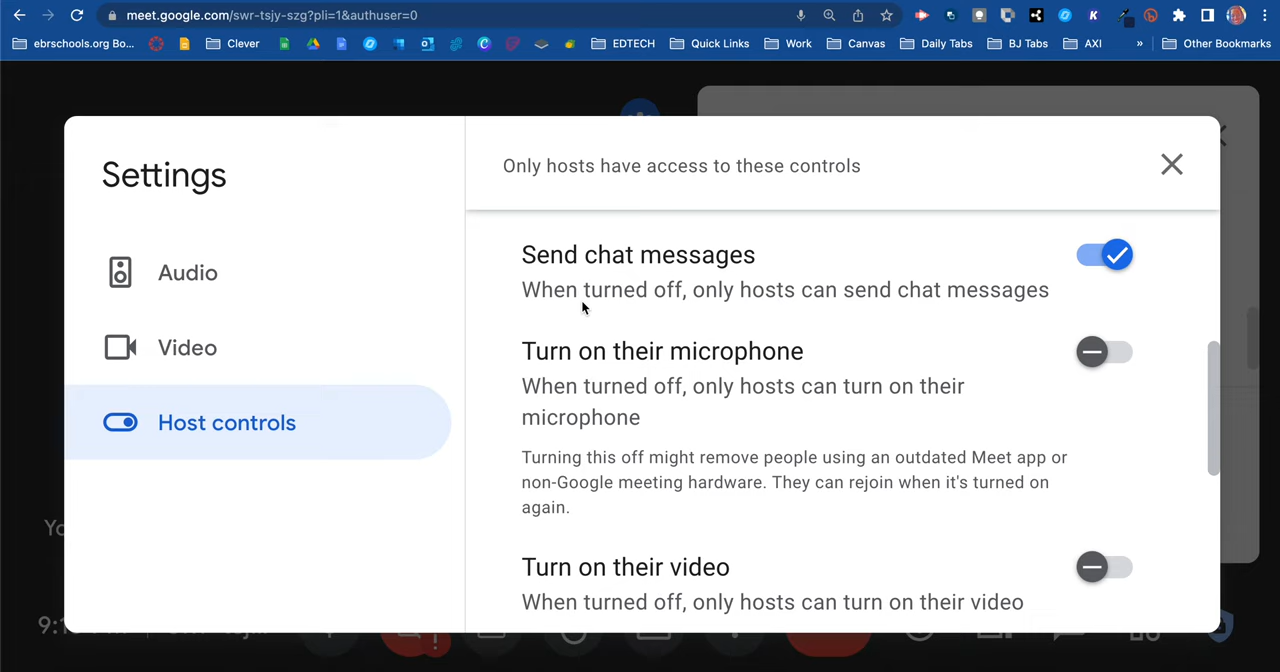 meet.google.com/swr-tsjy-szg?pli=1&authuser=0
ebrschools.org Bo...
Clever
EDTECH
Quick Links
Work
Canvas
Daily Tabs
BJ Tabs
AXI
»
Other Bookmarks
Settings
Audio
Video
Host controls
Only hosts have access to these controls
Send chat messages
When turned off, only hosts can send chat messages
Turn on their microphone
When turned off, only hosts can turn on their
microphone
Turning this off might remove people using an outdated Meet app or
non-Google meeting hardware. They can rejoin when it's turned on
again.
Turn on their video
When turned off, only hosts can turn on their video